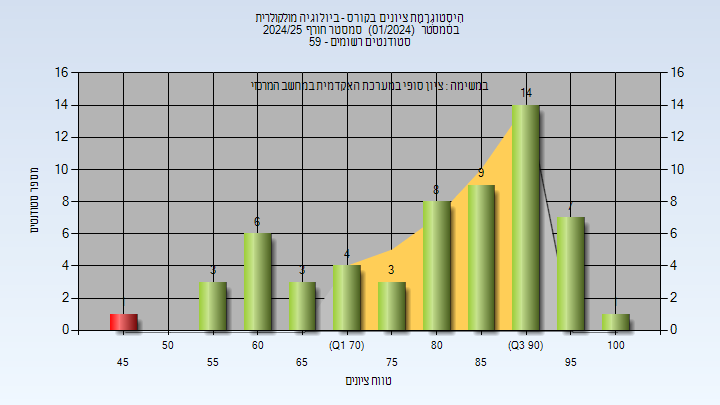 היסטוגרמת ציונים בקורס - ביולוגיה מולקולרית
בסמסטר (01/2024) סמסטר חורף 2024/25
סטודנטים רשומים - 59
במשימה : ציון סופי במערכת האקדמית במחשב המרכזי
מספר סטודנטים
16 16
14 14
12 12
10 10
8 8
6 6
4 4
2 2
0 0
3 6 3 4 3 8 9 14 7
50 60 (Q1 70) 80 (Q3 90) 100
45 55 65 75 85 95
טווח ציונים